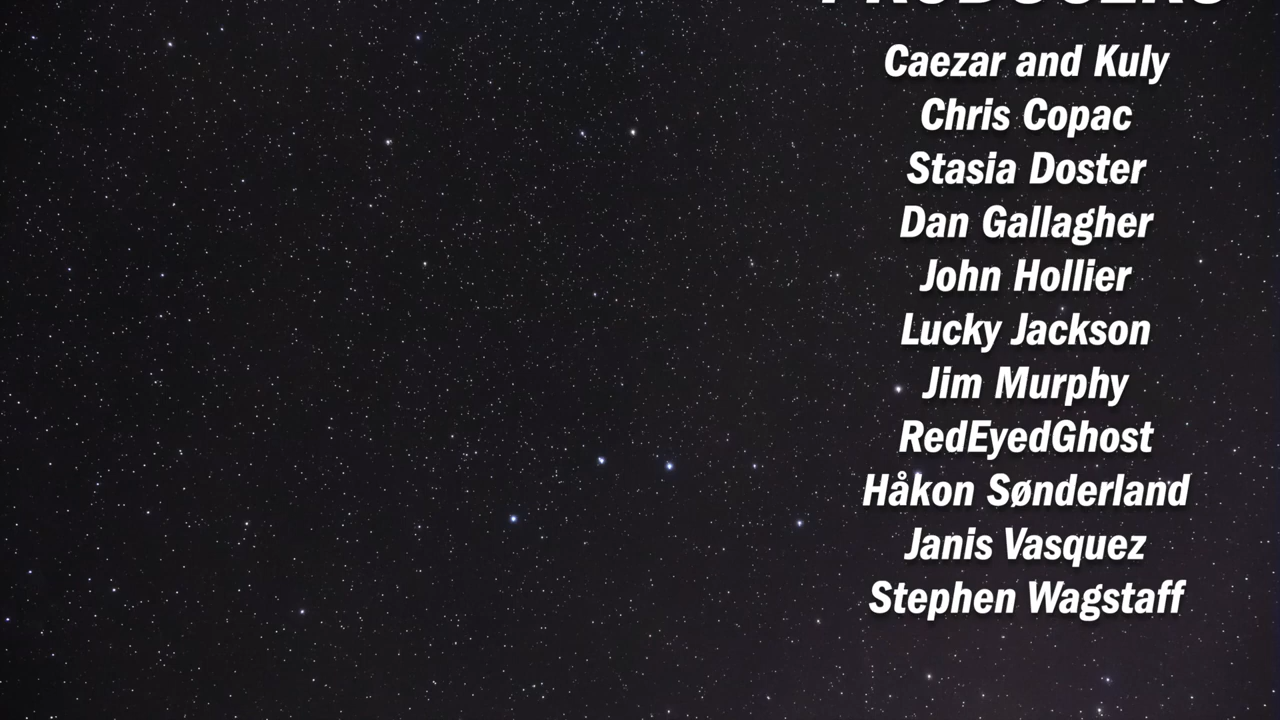 PRODUCERS
Caezar and Kuly
Chris Copac
Stasia Doster
Dan Gallagher
John Hollier
Lucky Jackson
Jim Murphy
RedEyedGhost
Håkon Sønderland
Janis Vasquez
Stephen Wagstaff